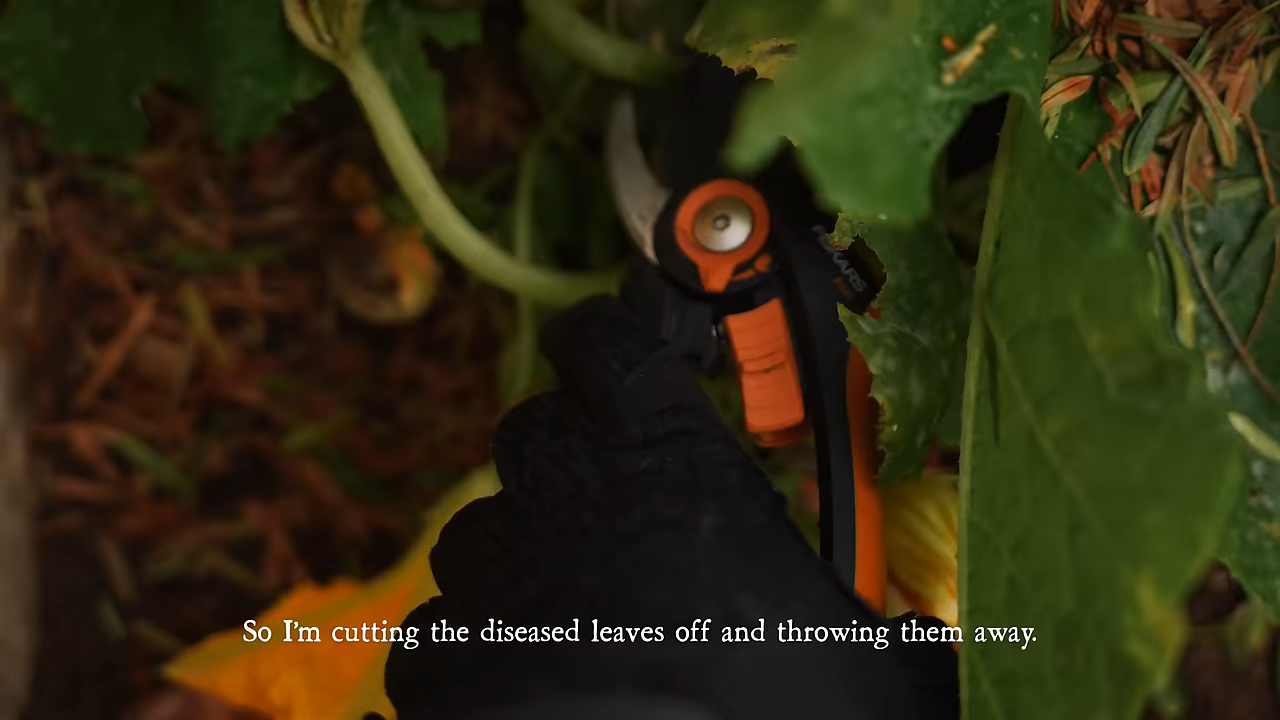 So I'm cutting the diseased leaves off and throwing them away.